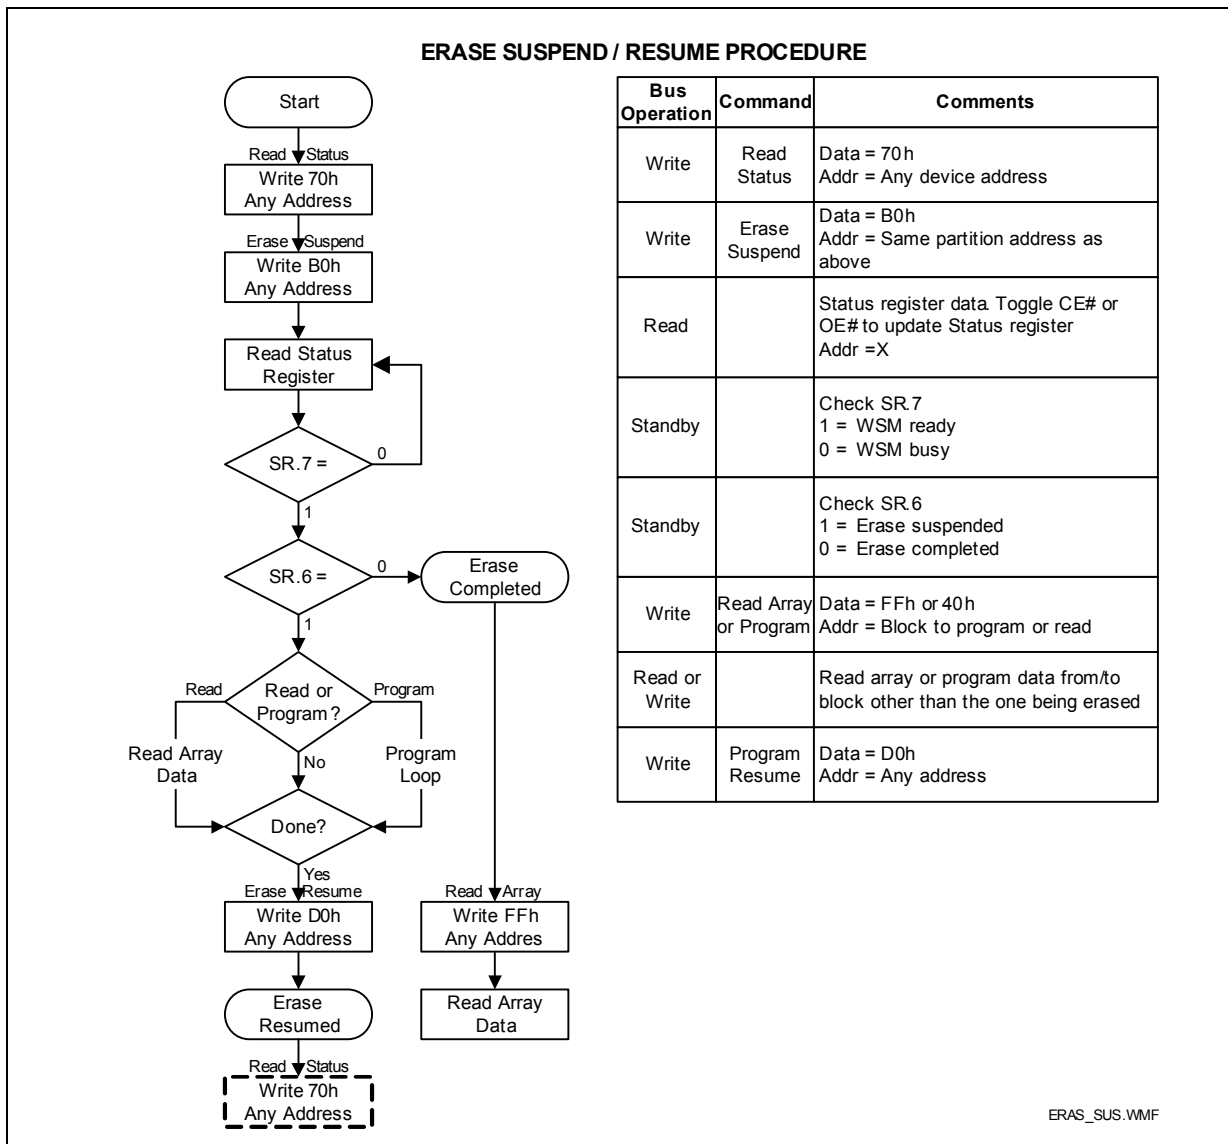 ERASE SUSPEND / RESUME PROCEDURE
Start
Read Status
Write 70h
Any Address
Erase Suspend
Write B0h
Any Address
Read Status
Register
SR.7 =
0
1
SR.6 =
0
Erase
Completed
1
Read
Read or
Program?
Program
Read Array
Data
No
Program
Loop
Done?
Yes
Erase Resume
Write D0h
Any Address
Read Array
Write FFh
Any Addres
Erase
Resumed
Read Array
Data
Read Status
Write 70h
Any Address
Bus
Operation
Command
Comments
Write
Read
Status
Data = 70h
Addr = Any device address
Write
Erase
Suspend
Data = B0h
Addr = Same partition address as
above
Read
Status register data. Toggle CE# or
OE# to update Status register
Addr =X
Standby
Check SR.7
1 = WSM ready
0 = WSM busy
Standby
Check SR.6
1 = Erase suspended
0 = Erase completed
Write
Read Array
or Program
Data = FFh or 40h
Addr = Block to program or read
Read or
Write
Read array or program data from/to
block other than the one being erased
Write
Program
Resume
Data = D0h
Addr = Any address
ERAS_SUS.WMF